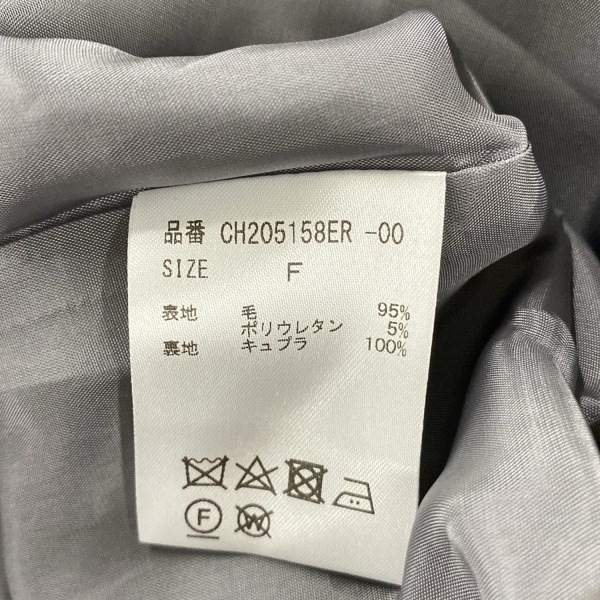 品番 CH205158ER -00
SIZE F
表地 毛 95%
ポリウレタン 5%
裏地 キュプラ 100%
F W